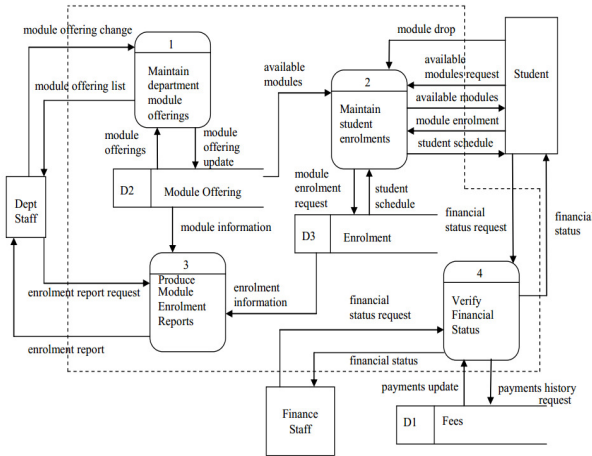 module offering change
1
Maintain
department
module
offerings
module drop
Student
available
modules request
available modules
module enrolment
student schedule
available
modules
2
Maintain
student
enrolments
module offering list
module
offerings
module
offering
update
D2
Module Offering
Dept
Staff
module
enrolment
request
student
schedule
module information
D3
Enrolment
financial
status request
financia
status
3
Produce
Module
Enrolment
Reports
enrolment
information
enrolment report request
enrolment report
4
Verify
Financial
Status
financial
status request
financial status
Finance
Staff
payments update
payments history
request
D1
Fees